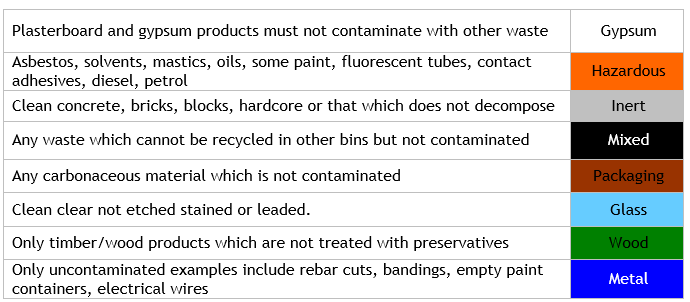 Plasterboard and gypsum products must not contaminate with other waste
Gypsum
Asbestos, solvents, mastics, oils, some paint, fluorescent tubes, contact
adhesives, diesel, petrol
Hazardous
Clean concrete, bricks, blocks, hardcore or that which does not decompose
Inert
Any waste which cannot be recycled in other bins but not contaminated
Mixed
Any carbonaceous material which is not contaminated
Packaging
Clean clear not etched stained or leaded.
Glass
Only timber/wood products which are not treated with preservatives
Wood
Only uncontaminated examples include rebar cuts, bandings, empty paint
containers, electrical wires
Metal